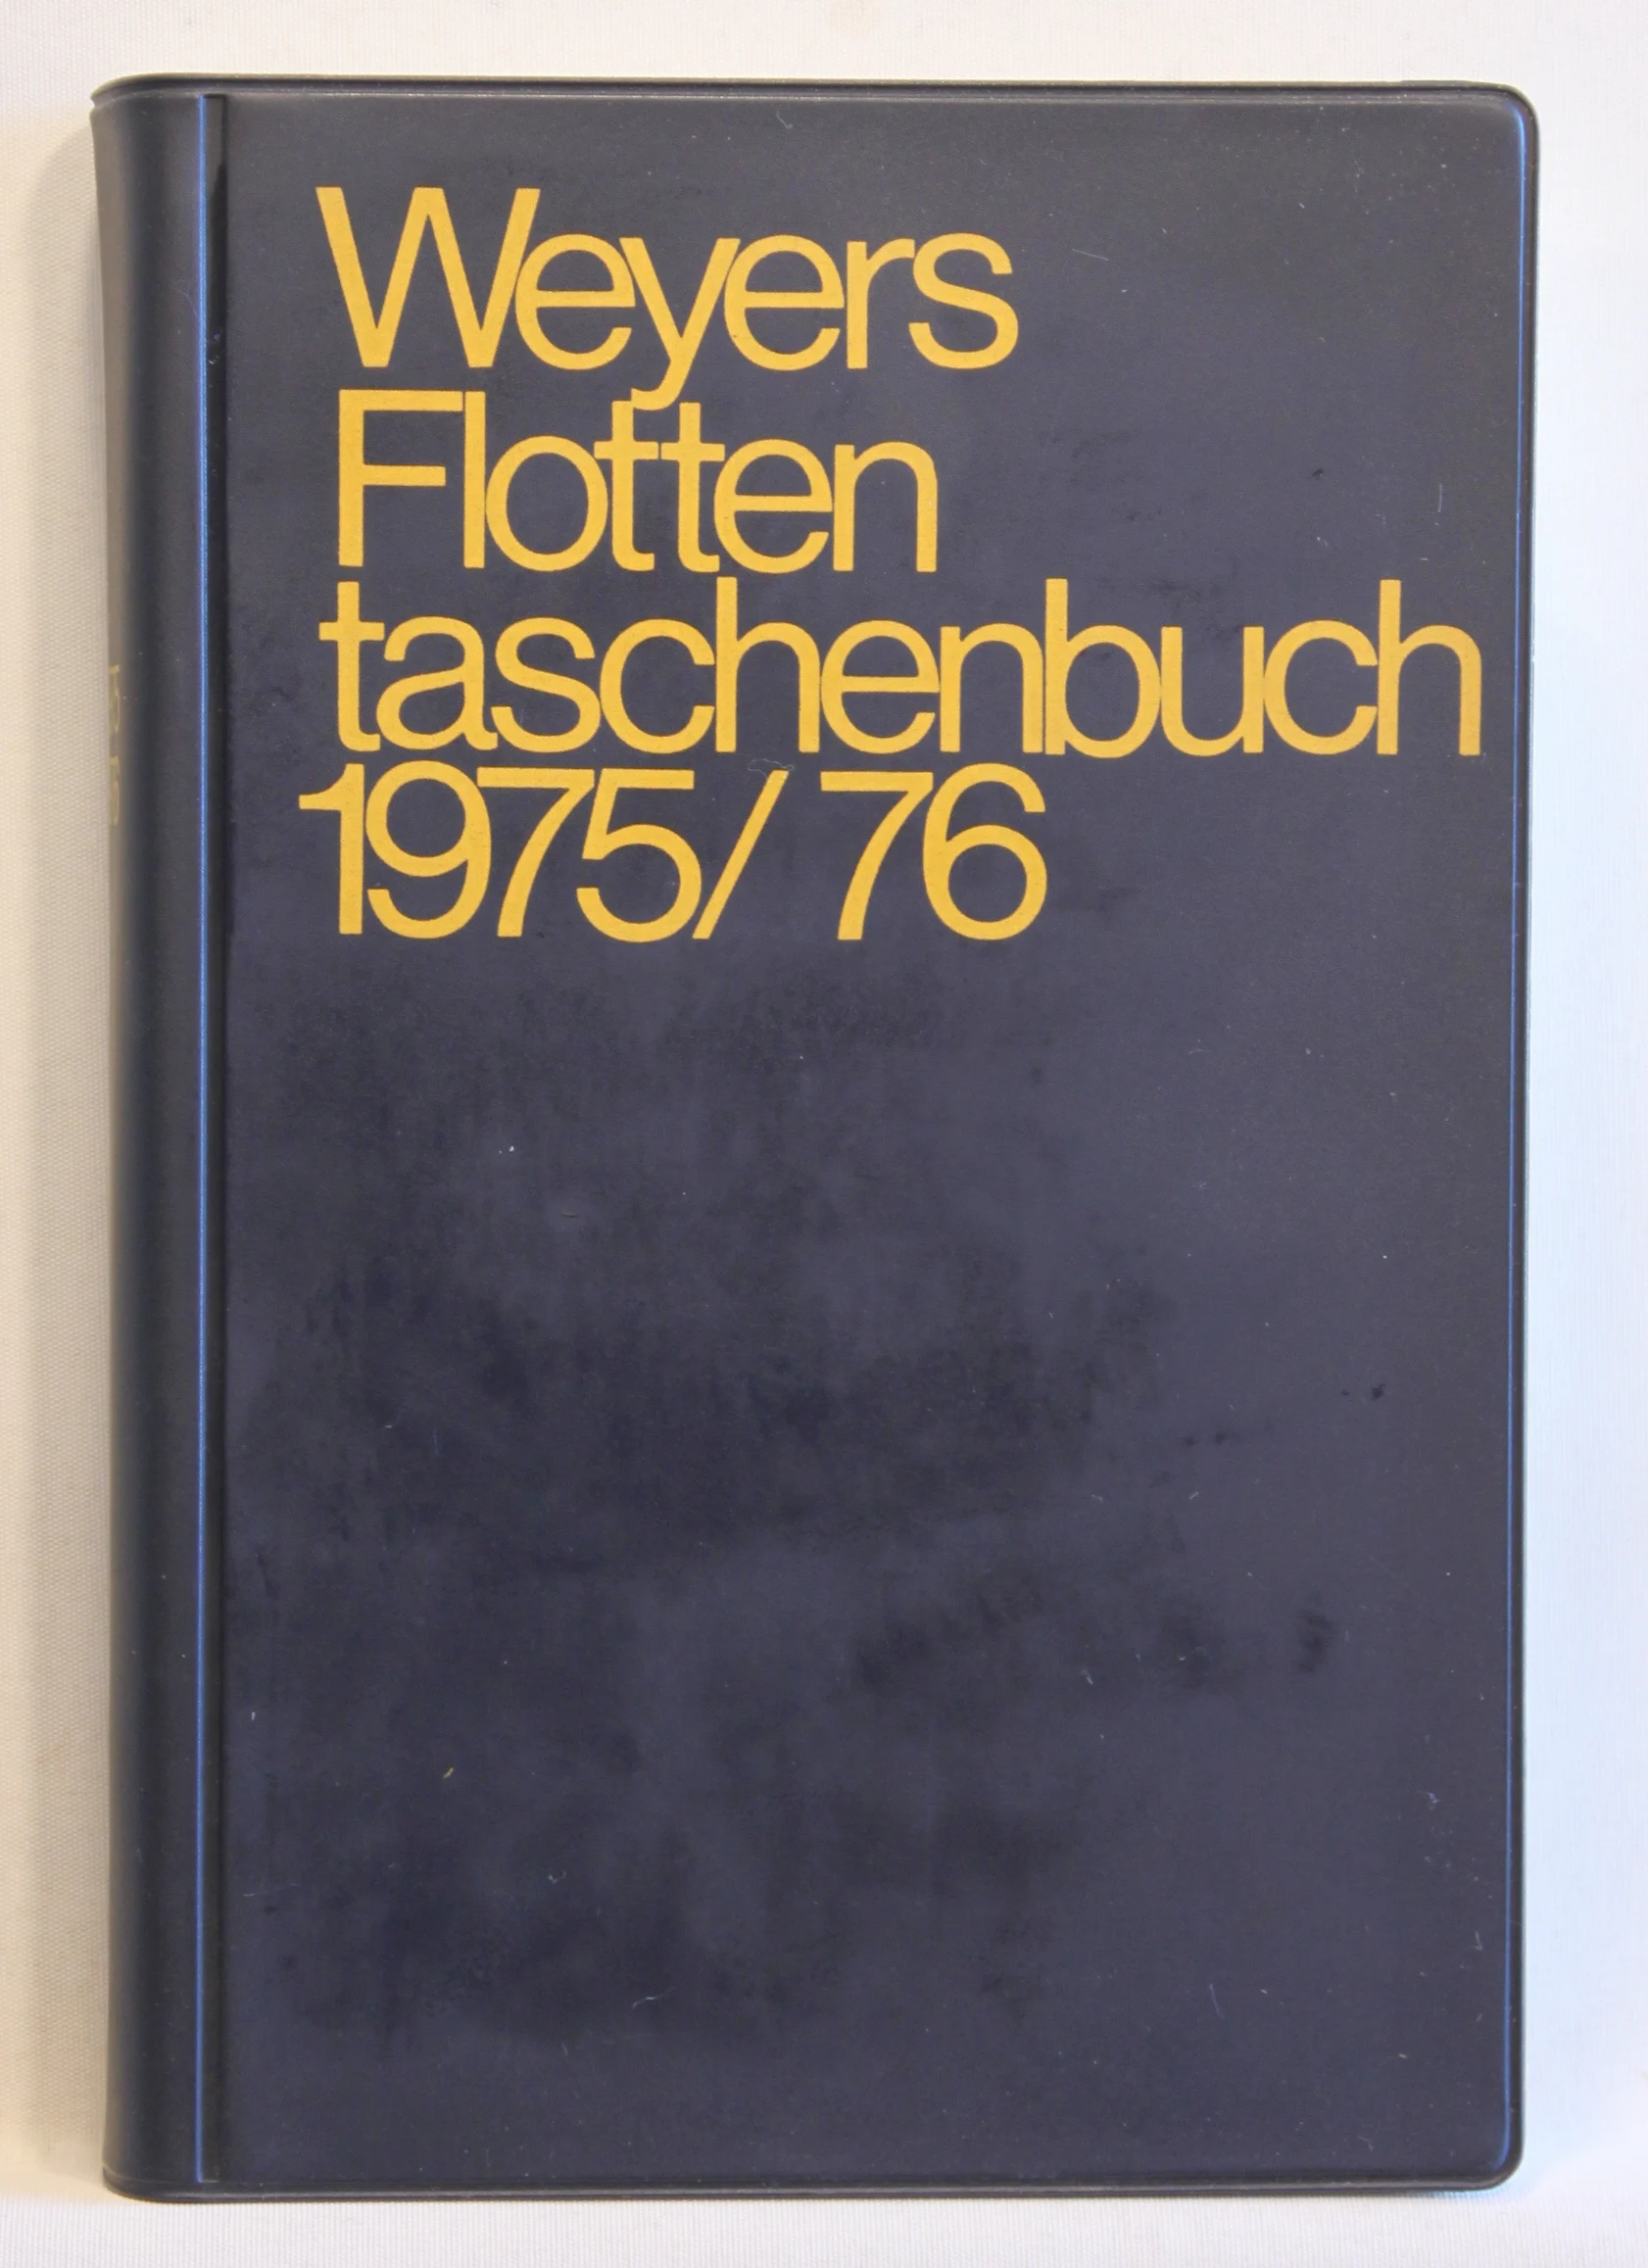 Weyers
Flotten
taschenbuch
1975/76